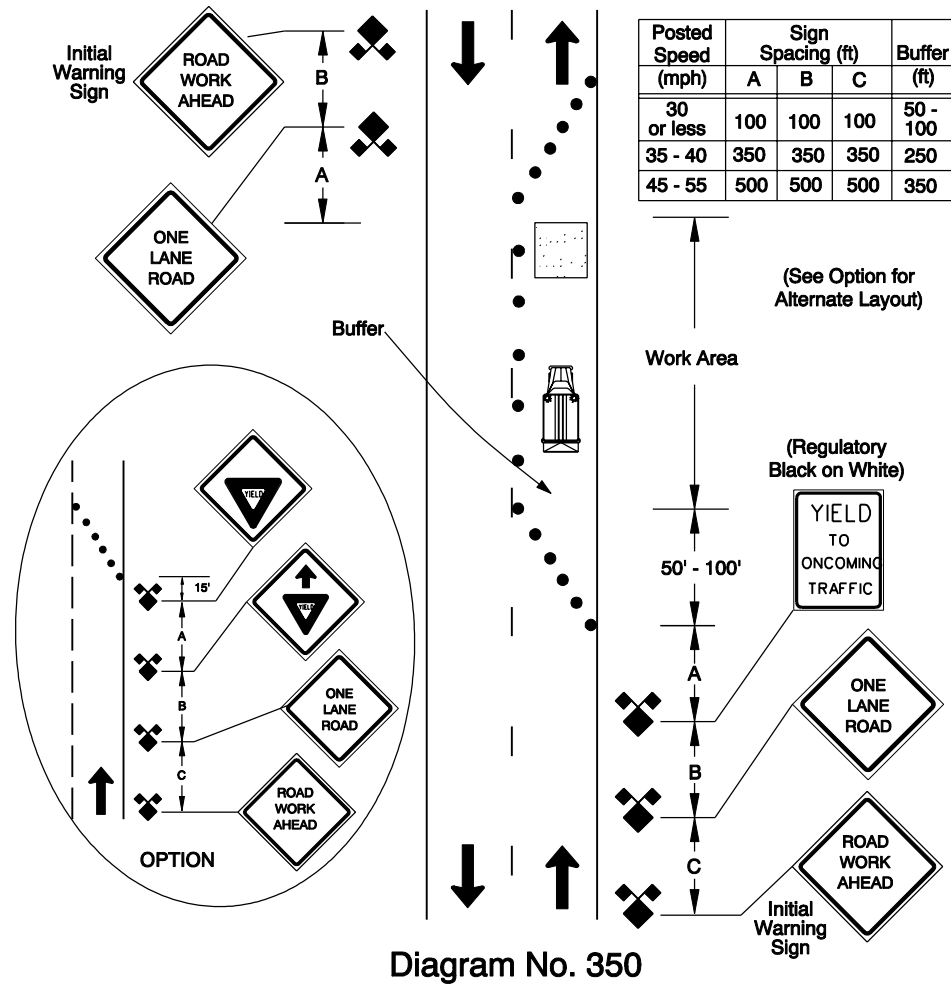 Initial
Warning
Sign
ROAD
WORK
AHEAD
B
A
ONE
LANE
ROAD
Posted Speed (mph) Sign Spacing (ft) Buffer (ft)
A B C
30 or less 100 100 100 50 - 100
35 - 40 350 350 350 250
45 - 55 500 500 500 350
(See Option for
Alternate Layout)
Buffer
Work Area
(Regulatory
Black on White)
YIELD
TO
ONCOMING
TRAFFIC
50' - 100'
A
ONE
LANE
ROAD
B
C
ROAD
WORK
AHEAD
Initial
Warning
Sign
YIELD
15'
YIELD
A
B
ONE
LANE
ROAD
C
ROAD
WORK
AHEAD
OPTION
Diagram No. 350